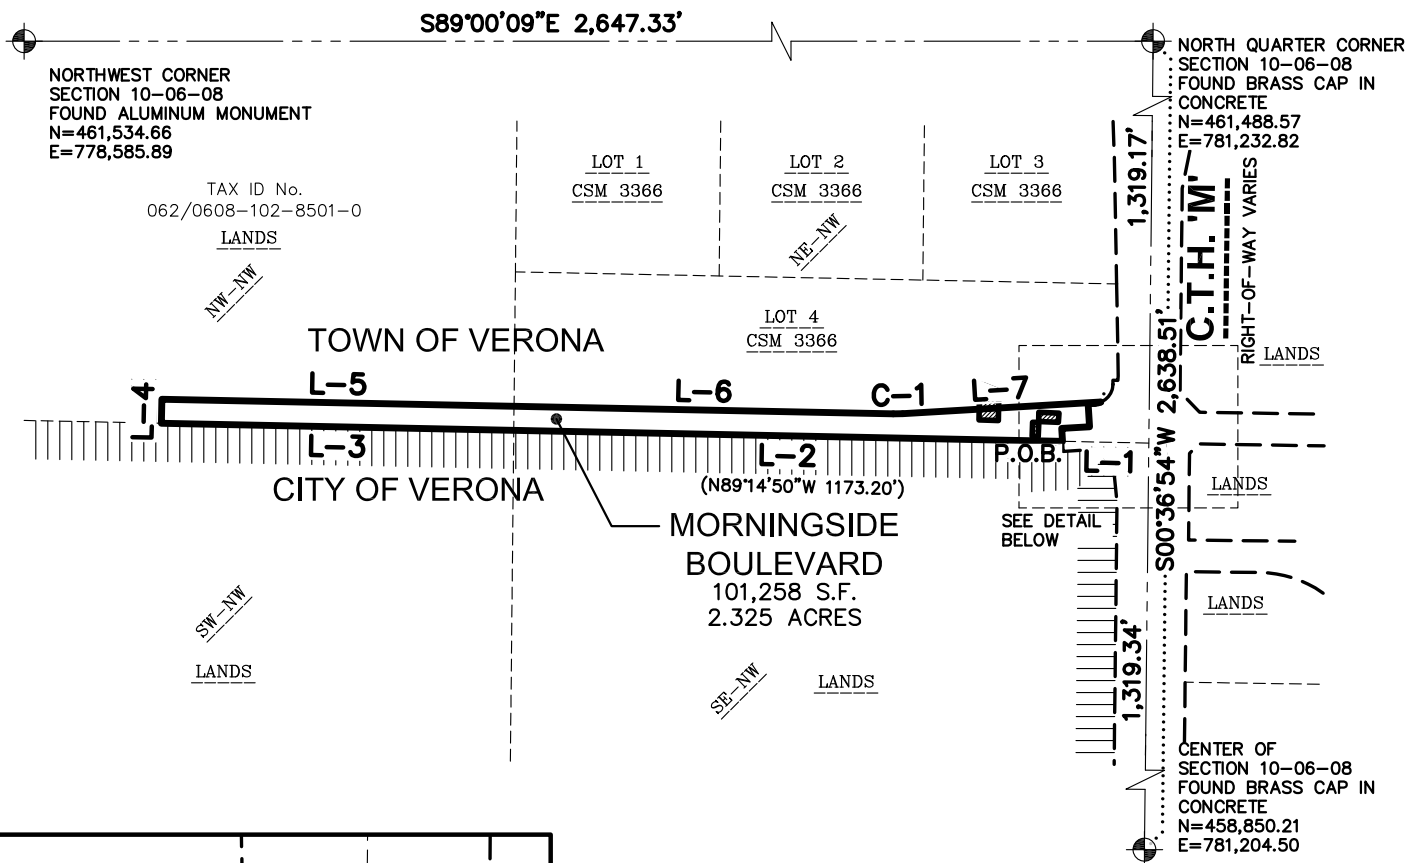 S89°00'09"E 2,647.33'
NORTHWEST CORNER
SECTION 10-06-08
FOUND ALUMINUM MONUMENT
N=461,534.66
E=778,585.89
NORTH QUARTER CORNER
SECTION 10-06-08
FOUND BRASS CAP IN
CONCRETE
N=461,488.57
E=781,232.82
TAX ID No.
062/0608-102-8501-0
LANDS
NW-NW
LOT 1
CSM 3366
LOT 2
CSM 3366
LOT 3
CSM 3366
NE-NW
LOT 4
CSM 3366
1,319.17'
C.T.H. 'M'
RIGHT-OF-WAY VARIES
S00°36'54"W 2,638.51'
LANDS
TOWN OF VERONA
L-4
L-5
L-6
C-1
L-7
L-3
L-2
P.O.B.
L-1
CITY OF VERONA
(N89°14'50"W 1173.20')
LANDS
MORNINGSIDE
BOULEVARD
101,258 S.F.
2.325 ACRES
SEE DETAIL
BELOW
SW-NW
LANDS
SE-NW
LANDS
LANDS
1,319.34'
CENTER OF
SECTION 10-06-08
FOUND BRASS CAP IN
CONCRETE
N=458,850.21
E=781,204.50